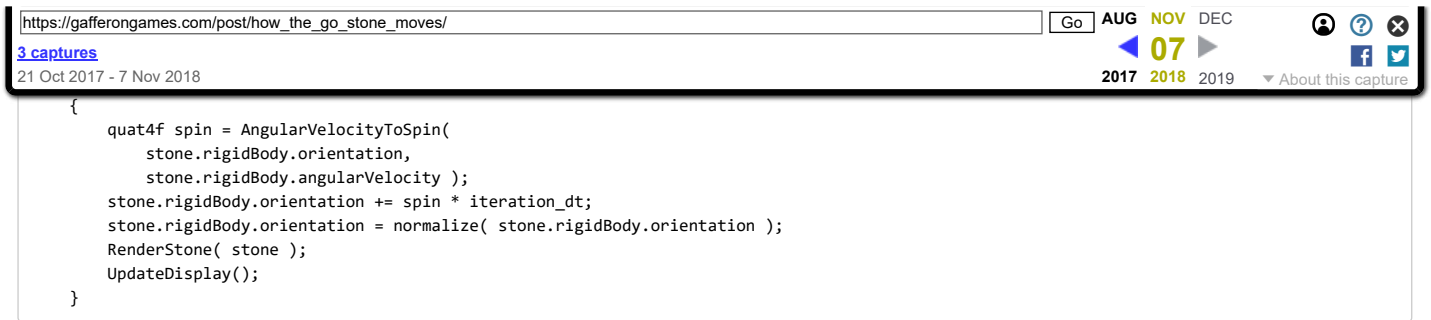 https://gafferongames.com/post/how_the_go_stone_moves/ Go AUG NOV DEC
3 captures 07
21 Oct 2017 - 7 Nov 2018 2017 2018 2019 About this capture
{
quat4f spin = AngularVelocityToSpin(
stone.rigidBody.orientation,
stone.rigidBody.angularVelocity );
stone.rigidBody.orientation += spin * iteration_dt;
stone.rigidBody.orientation = normalize( stone.rigidBody.orientation );
RenderStone( stone );
UpdateDisplay();
}